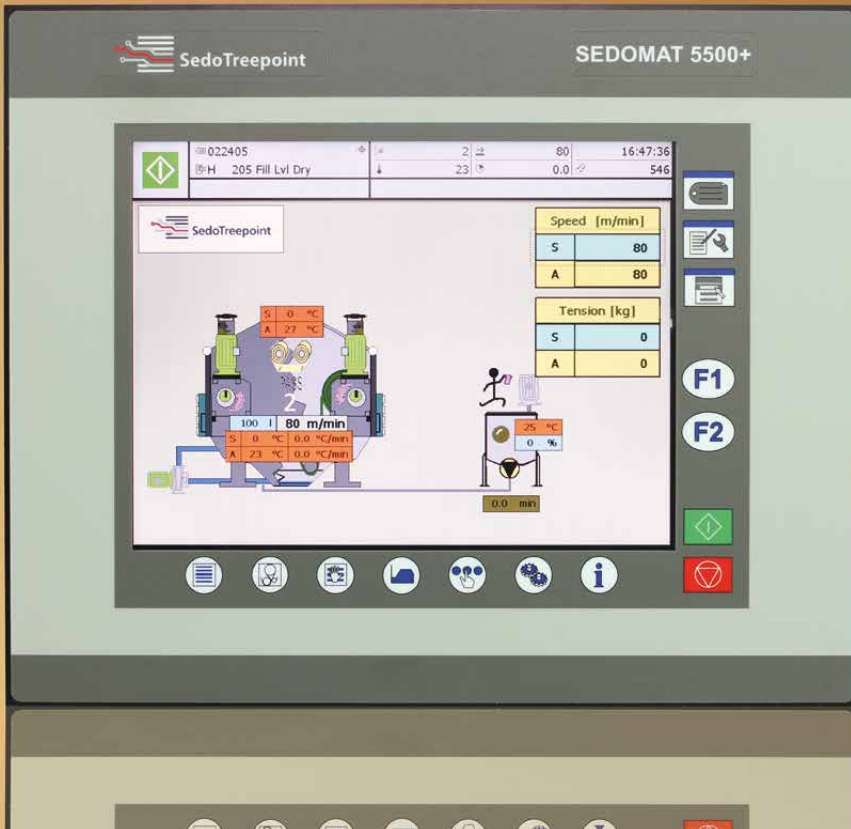 SedoTreepoint
SEDOMAT 5500+
022405 2 80 16:47:36
H 205 Fill Lvl Dry 23 0.0 546
SedoTreepoint
Speed [m/min]
S 80
A 80
Tension [kg]
S 0
A 0
S 0 °C
A 27 °C
2
100 l 80 m/min
S 0 °C 0.0 °C/min
A 23 °C 0.0 °C/min
25 °C
0 %
0.0 min
F1
F2
i